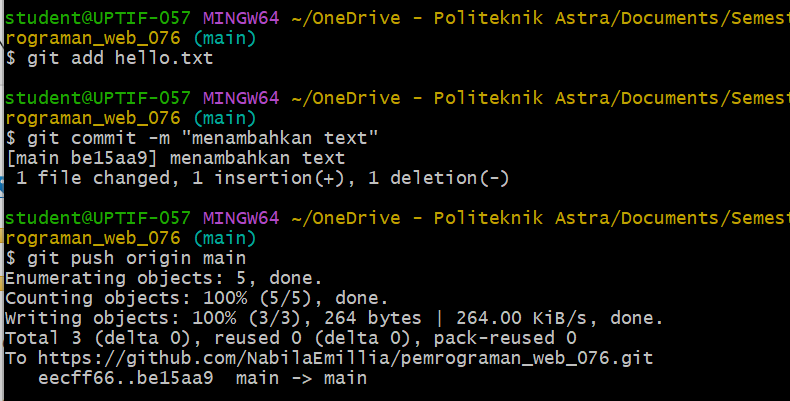 student@UPTIF-057 MINGW64 ~/OneDrive - Politeknik Astra/Documents/Semest
rograman_web_076 (main)
$ git add hello.txt
student@UPTIF-057 MINGW64 ~/OneDrive - Politeknik Astra/Documents/Semest
rograman_web_076 (main)
$ git commit -m "menambahkan text"
[main be15aa9] menambahkan text
1 file changed, 1 insertion(+), 1 deletion(-)
student@UPTIF-057 MINGW64 ~/OneDrive - Politeknik Astra/Documents/Semest
rograman_web_076 (main)
$ git push origin main
Enumerating objects: 5, done.
Counting objects: 100% (5/5), done.
Writing objects: 100% (3/3), 264 bytes | 264.00 KiB/s, done.
Total 3 (delta 0), reused 0 (delta 0), pack-reused 0
To https://github.com/NabilaEmillia/pemrograman_web_076.git
eecff66..be15aa9 main -> main